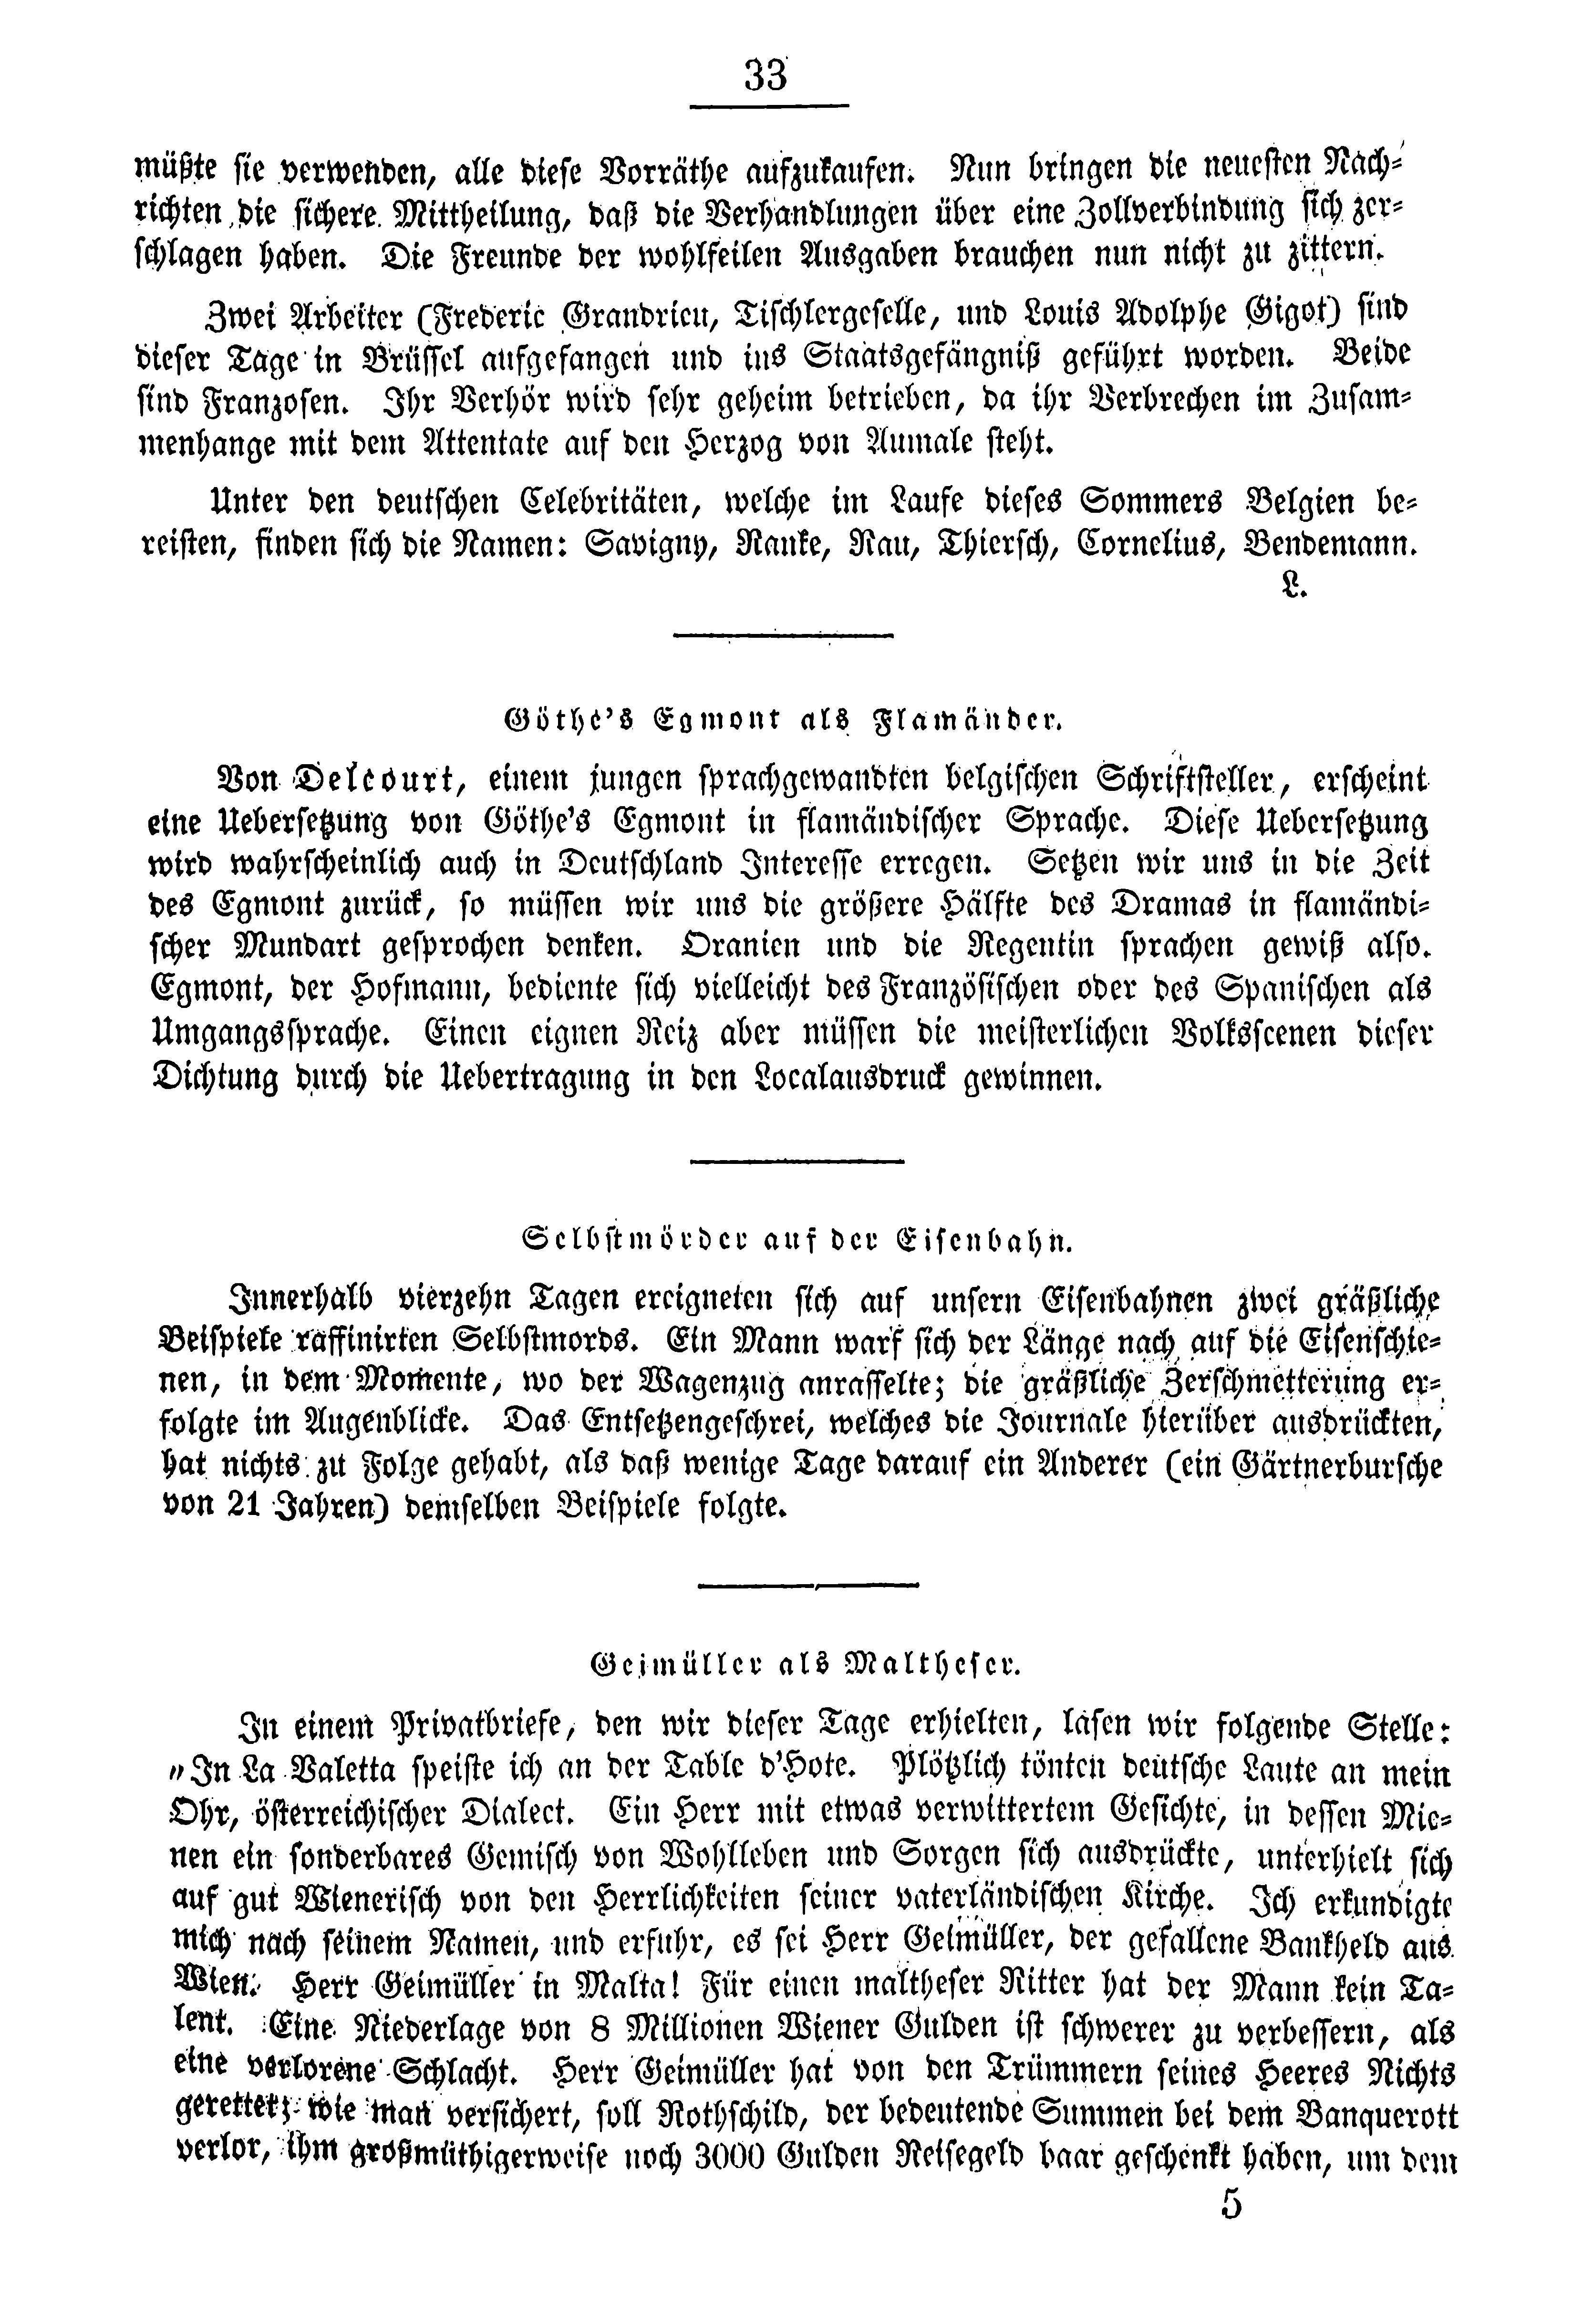 33
müßte sie verwenden, alle diese Vorräthe aufzukaufen. Nun bringen die neuesten Nach-
richten die sichere Mittheilung, daß die Verhandlungen über eine Zollverbindung sich zer-
schlagen haben. Die Freunde der wohlfeilen Ausgaben brauchen nun nicht zu zittern.
Zwei Arbeiter (Frederic Grandrieu, Tischlergeselle, und Louis Adolphe Gigot) sind
dieser Tage in Brüssel aufgefangen und ins Staatsgefängniß geführt worden. Beide
sind Franzosen. Ihr Verhör wird sehr geheim betrieben, da ihr Verbrechen im Zusam-
menhange mit dem Attentate auf den Herzog von Aumale steht.
Unter den deutschen Celebritäten, welche im Laufe dieses Sommers Belgien be-
reisten, finden sich die Namen: Savigny, Ranke, Rau, Thiersch, Cornelius, Bendemann.
L.
Göthe's Egmont als Flamänder.
Von Delcourt, einem jungen sprachgewandten belgischen Schriftsteller, erscheint
eine Uebersetzung von Göthe's Egmont in flamändischer Sprache. Diese Uebersetzung
wird wahrscheinlich auch in Deutschland Interesse erregen. Setzen wir uns in die Zeit
des Egmont zurück, so müssen wir uns die größere Hälfte des Dramas in flamändi-
scher Mundart gesprochen denken. Oranien und die Regentin sprachen gewiß also.
Egmont, der Hofmann, bediente sich vielleicht des Französischen oder des Spanischen als
Umgangssprache. Einen eignen Reiz aber müssen die meisterlichen Volksscenen dieser
Dichtung durch die Uebertragung in den Localausdruck gewinnen.
Selbstmörder auf der Eisenbahn.
Innerhalb vierzehn Tagen ereigneten sich auf unsern Eisenbahnen zwei gräßliche
Beispiele raffinirten Selbstmords. Ein Mann warf sich der Länge nach auf die Eisenschie-
nen, in dem Momente, wo der Wagenzug anrasselte; die gräßliche Zerschmetterung er-
folgte im Augenblicke. Das Entsetzengeschrei, welches die Journale hierüber ausdrückten,
hat nichts zu Folge gehabt, als daß wenige Tage darauf ein Anderer (ein Gärtnerbursche
von 21 Jahren) demselben Beispiele folgte.
Geimüller als Maltheser.
In einem Privatbriefe, den wir dieser Tage erhielten, lasen wir folgende Stelle:
„In La Valetta speiste ich an der Table d'Hote. Plötzlich tönten deutsche Laute an mein
Ohr, österreichischer Dialect. Ein Herr mit etwas verwittertem Gesichte, in dessen Mie-
nen ein sonderbares Gemisch von Wohlleben und Sorgen sich ausdrückte, unterhielt sich
auf gut Wienerisch von den Herrlichkeiten seiner vaterländischen Kirche. Ich erkundigte
mich nach seinem Namen, und erfuhr, es sei Herr Geimüller, der gefallene Bankheld aus
Wien. Herr Geimüller in Malta! Für einen maltheser Ritter hat der Mann kein Ta-
lent. Eine Niederlage von 8 Millionen Wiener Gulden ist schwerer zu verbessern, als
eine verlorene Schlacht. Herr Geimüller hat von den Trümmern seines Heeres Nichts
gerettet; wie man versichert, soll Rothschild, der bedeutende Summen bei dem Banquerott
verlor, ihm großmüthigerweise noch 3000 Gulden Reisegeld baar geschenkt haben, um dem
5